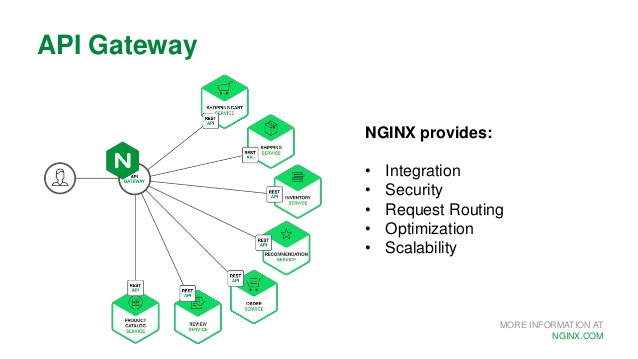 API Gateway
SHOPPING CART
SERVICE
REST
API
SHIPPING
SERVICE
REST
API
N
API
GATEWAY
INVENTORY
SERVICE
REST
API
RECOMMENDATION
SERVICE
REST
API
ORDER
SERVICE
REST
API
REVIEW
SERVICE
REST
API
PRODUCT
CATALOG
SERVICE
REST
API
NGINX provides:
• Integration
• Security
• Request Routing
• Optimization
• Scalability
MORE INFORMATION AT
NGINX.COM